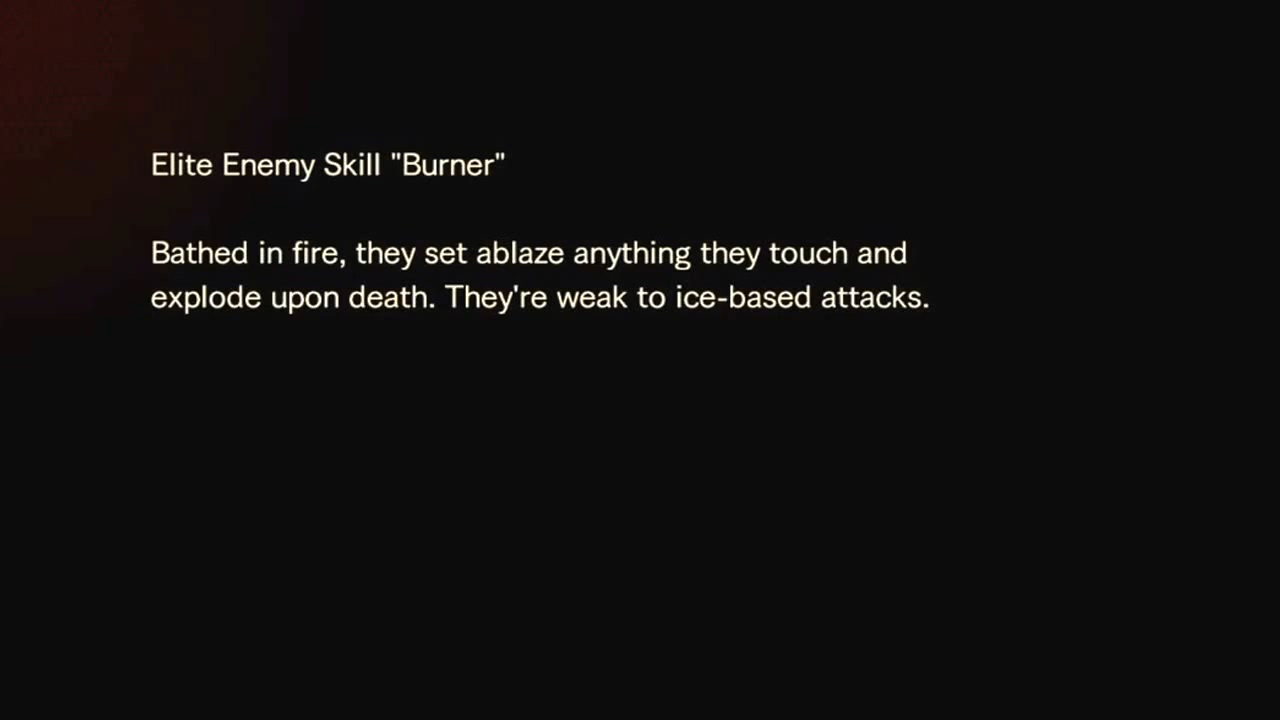 Elite Enemy Skill "Burner"
Bathed in fire, they set ablaze anything they touch and
explode upon death. They're weak to ice-based attacks.